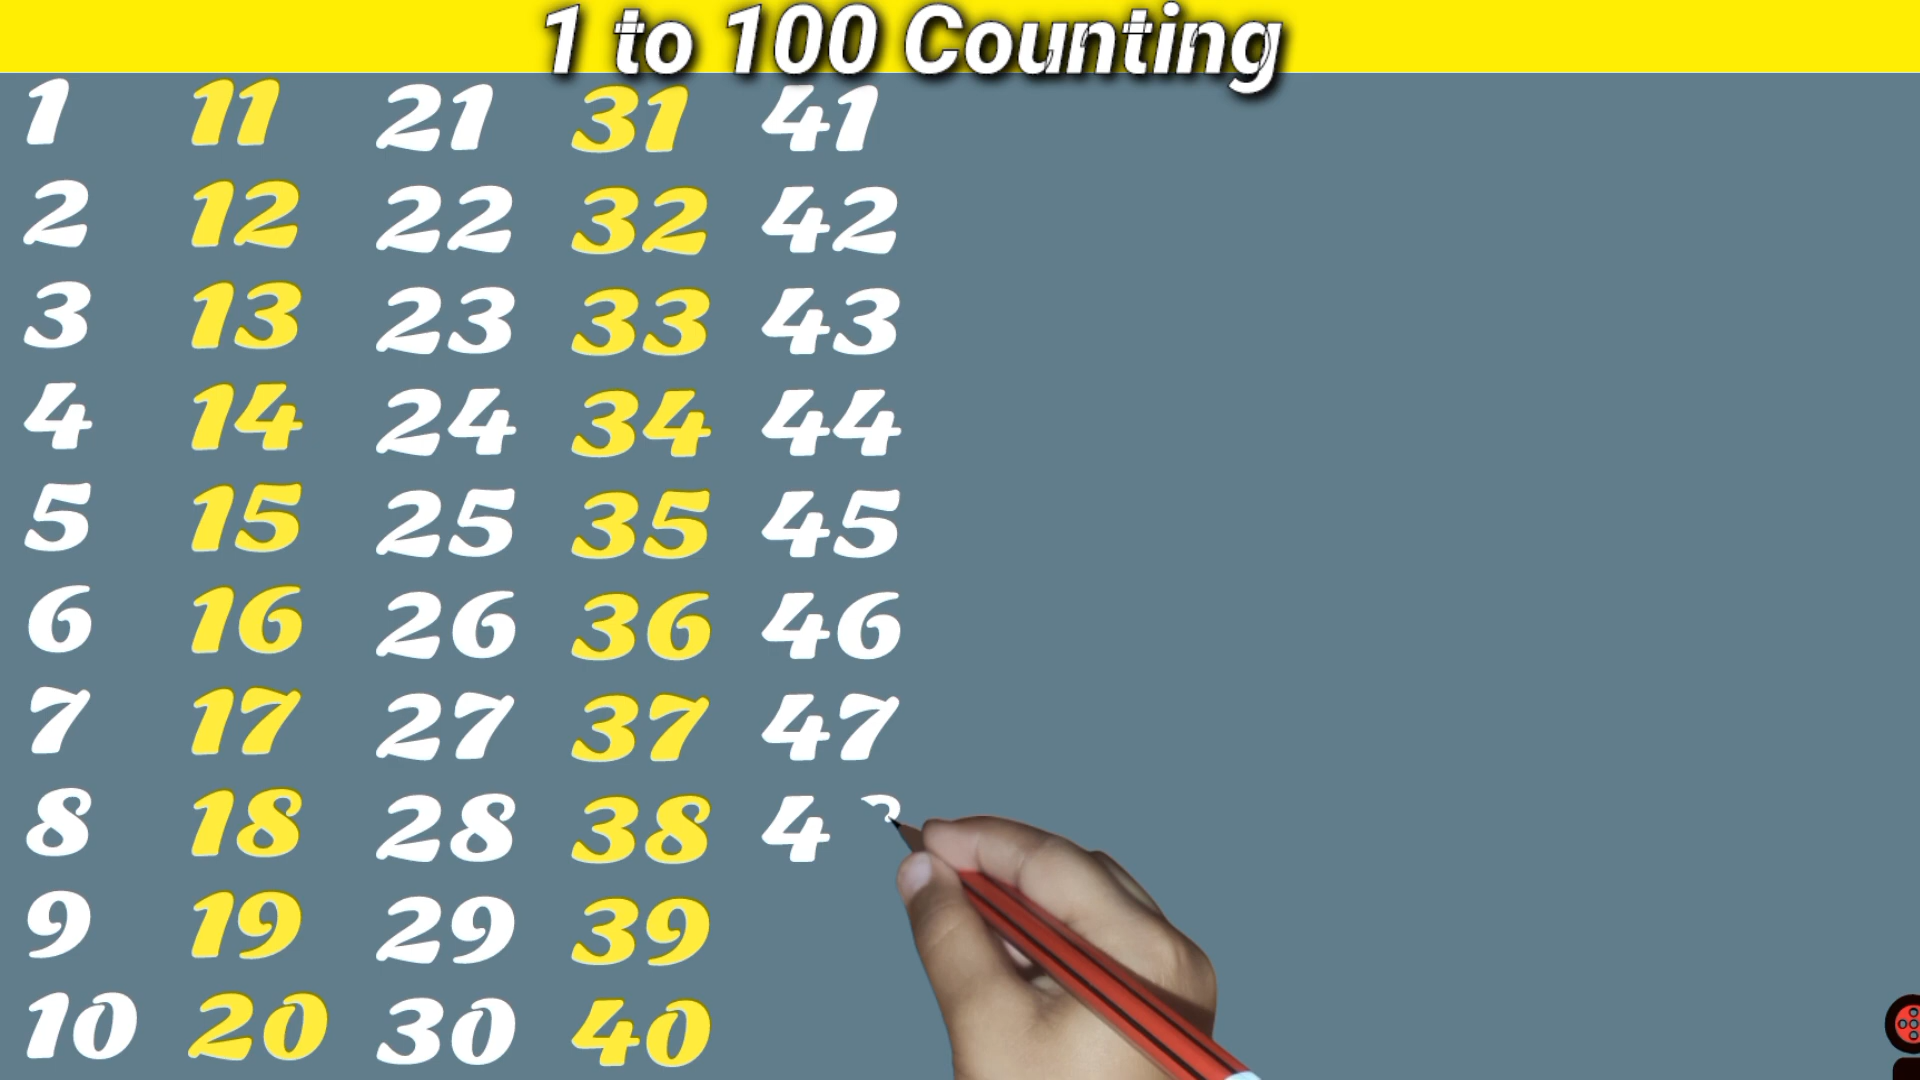 1 to 100 Counting
1 11 21 31 41
2 12 22 32 42
3 13 23 33 43
4 14 24 34 44
5 15 25 35 45
6 16 26 36 46
7 17 27 37 47
8 18 28 38 4
9 19 29 39
10 20 30 40